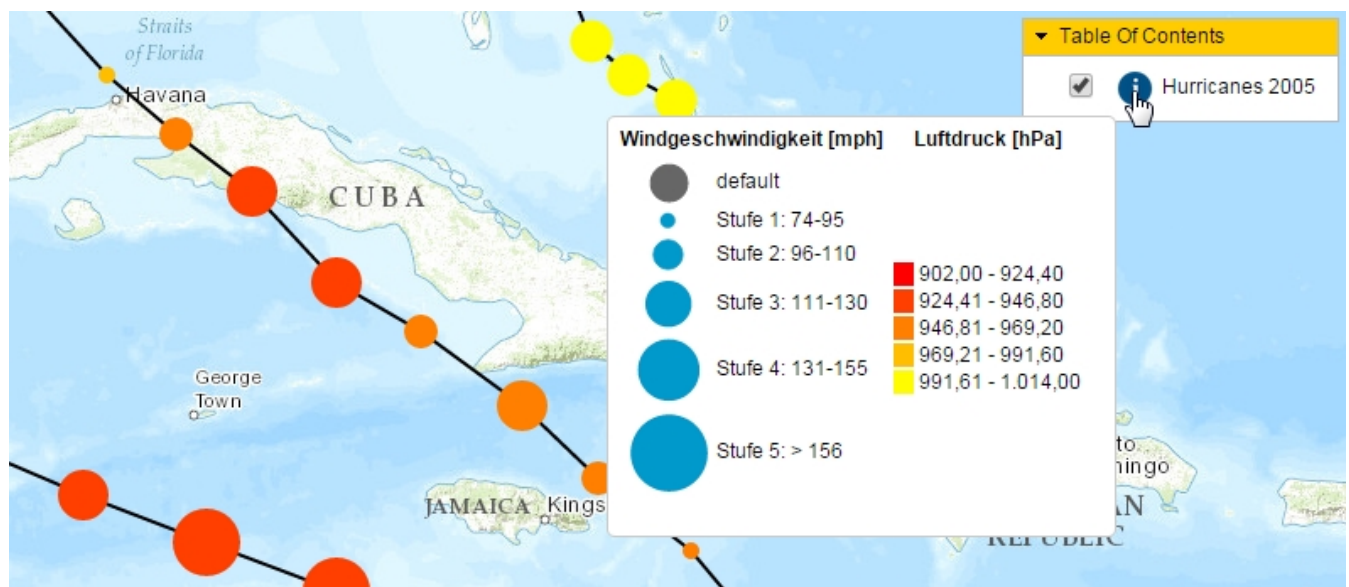 Straits
of Florida
Table Of Contents
Havana
Hurricanes 2005
Windgeschwindigkeit [mph]
Luftdruck [hPa]
default
CUBA
Stufe 1: 74-95
Stufe 2: 96-110
902,00 - 924,40
Stufe 3: 111-130
924,41 - 946,80
946,81 - 969,20
969,21 - 991,60
Stufe 4: 131-155
991,61 - 1.014,00
George
Town
Stufe 5: > 156
JAMAICA
Kings
REPUBLIC